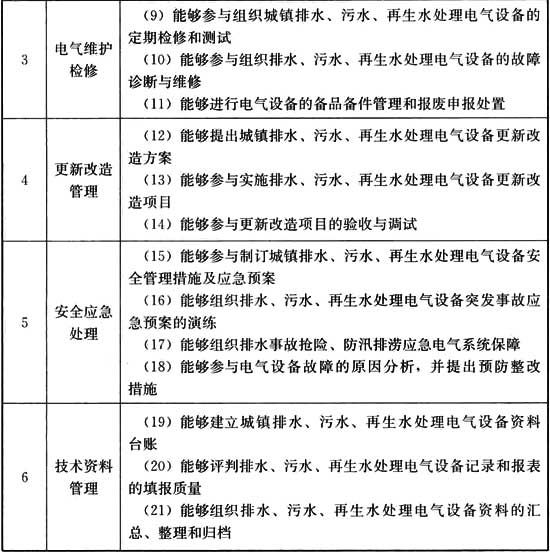 3
电气维护
检修
（9）能够参与组织城镇排水、污水、再生水处理电气设备的
定期检修和测试
（10）能够参与组织排水、污水、再生水处理电气设备的故障
诊断与维修
（11）能够进行电气设备的备品备件管理和报废申报处置
4
更新改造
管理
（12）能够提出城镇排水、污水、再生水处理电气设备更新改
造方案
（13）能够参与实施排水、污水、再生水处理电气设备更新改
造项目
（14）能够参与更新改造项目的验收与调试
5
安全应急
处理
（15）能够参与制订城镇排水、污水、再生水处理电气设备安
全管理措施及应急预案
（16）能够组织排水、污水、再生水处理电气设备突发事故应
急预案的演练
（17）能够组织排水事故抢险、防汛排涝应急电气系统保障
（18）能够参与电气设备故障的原因分析，并提出预防整改
措施
6
技术资料
管理
（19）能够建立城镇排水、污水、再生水处理电气设备资料
台账
（20）能够评判排水、污水、再生水处理电气设备记录和报表
的填报质量
（21）能够组织排水、污水、再生水处理电气设备资料的汇
总、整理和归档